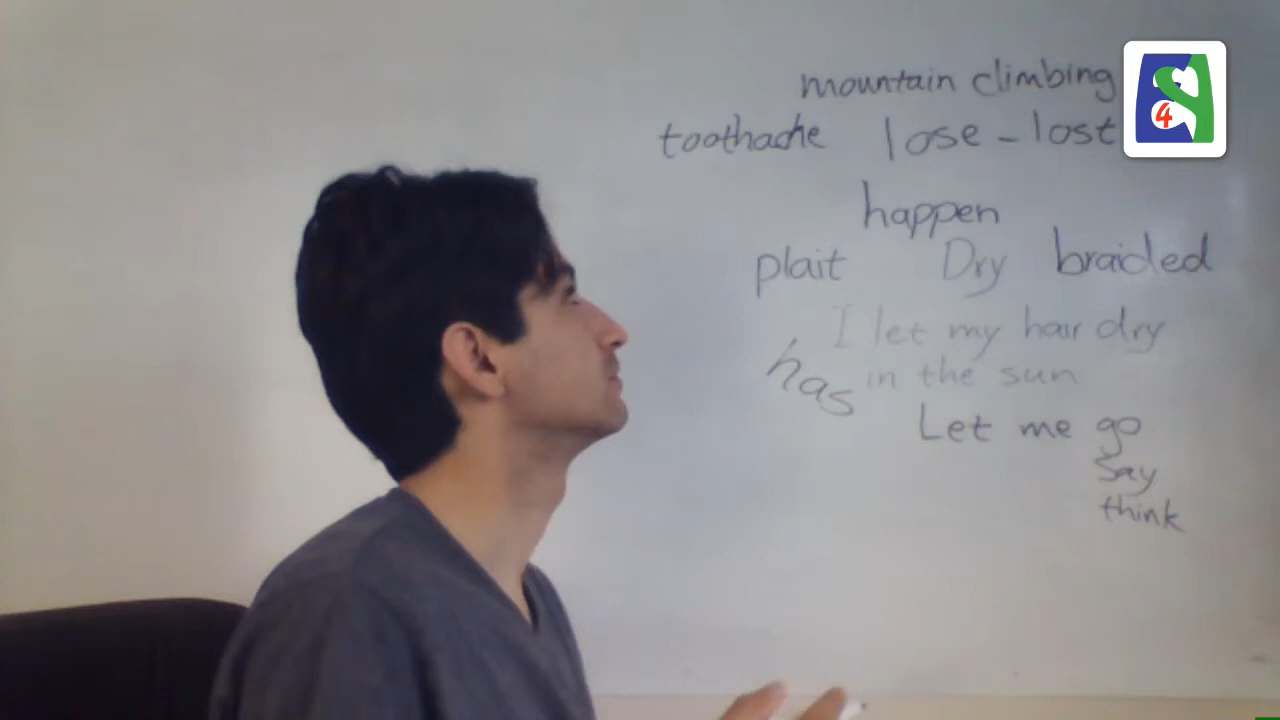 mountain climbing
toothache lose - lost
happen
plait Dry braided
I let my hair dry
has in the sun
Let me go
say
think
4